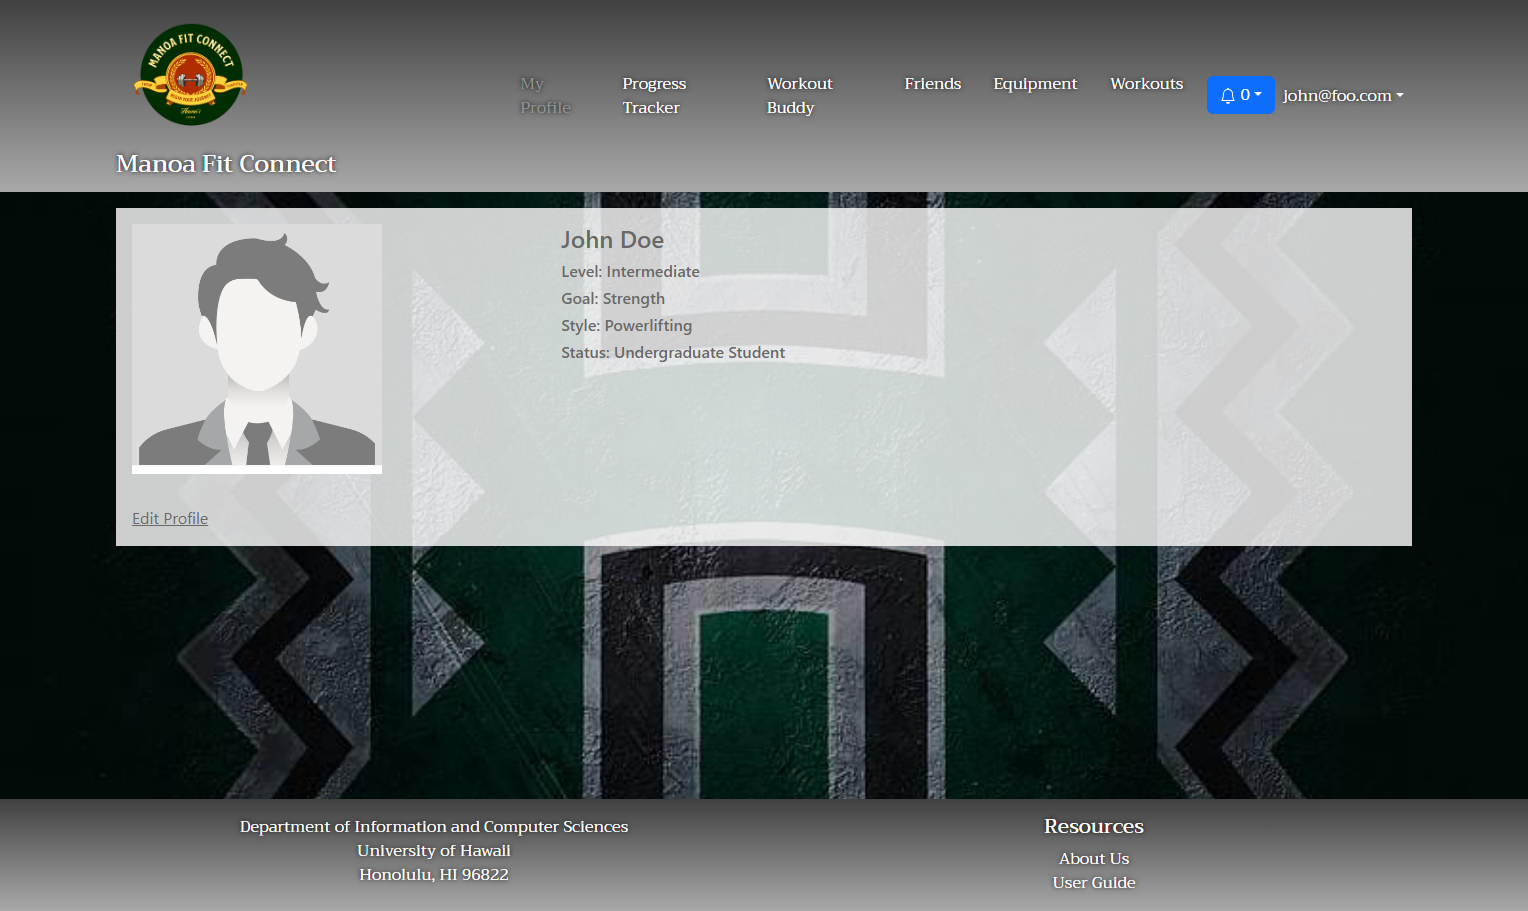 MANOA FIT CONNECT
My
Profile
Progress
Tracker
Workout
Buddy
Friends
Equipment
Workouts
0
john@foo.com
Manoa Fit Connect
John Doe
Level: Intermediate
Goal: Strength
Style: Powerlifting
Status: Undergraduate Student
Edit Profile
Department of Information and Computer Sciences
University of Hawaii
Honolulu, HI 96822
Resources
About Us
User Guide